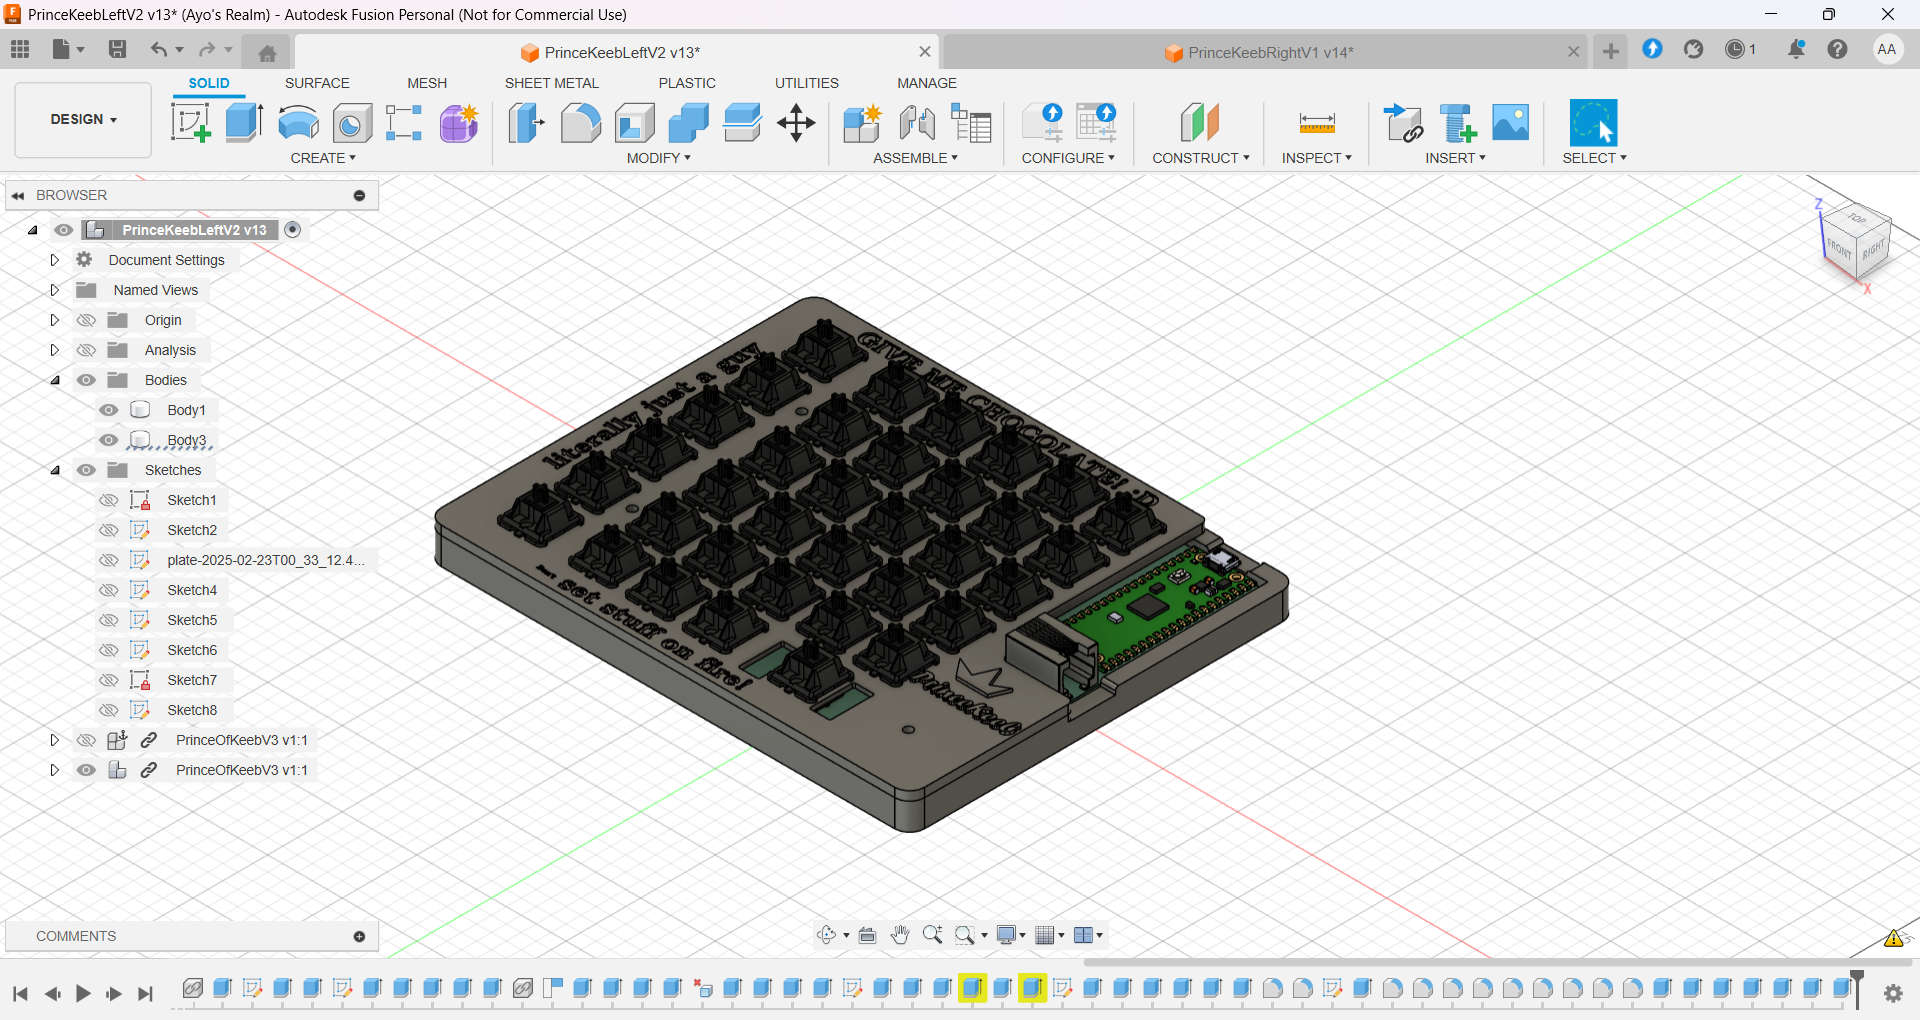 PrinceKeebLeftV2 v13* (Ayo's Realm) - Autodesk Fusion Personal (Not for Commercial Use)
PrinceKeebLeftV2 v13*
PrinceKeebRightV1 v14*
1
AA
DESIGN
SOLID
SURFACE
MESH
SHEET METAL
PLASTIC
UTILITIES
MANAGE
CREATE
MODIFY
ASSEMBLE
CONFIGURE
CONSTRUCT
INSPECT
INSERT
SELECT
BROWSER
PrinceKeebLeftV2 v13
Document Settings
Named Views
Origin
Analysis
Bodies
Body1
Body3
Sketches
Sketch1
Sketch2
plate-2025-02-23T00_33_12.4...
Sketch4
Sketch5
Sketch6
Sketch7
Sketch8
PrinceOfKeebV3 v1:1
PrinceOfKeebV3 v1:1
literally just a guy
GIVE ME CHOCOLATE! :D
Set stuff on fire!
PrinceKeeb
Z
TOP
FRONT
RIGHT
X
COMMENTS